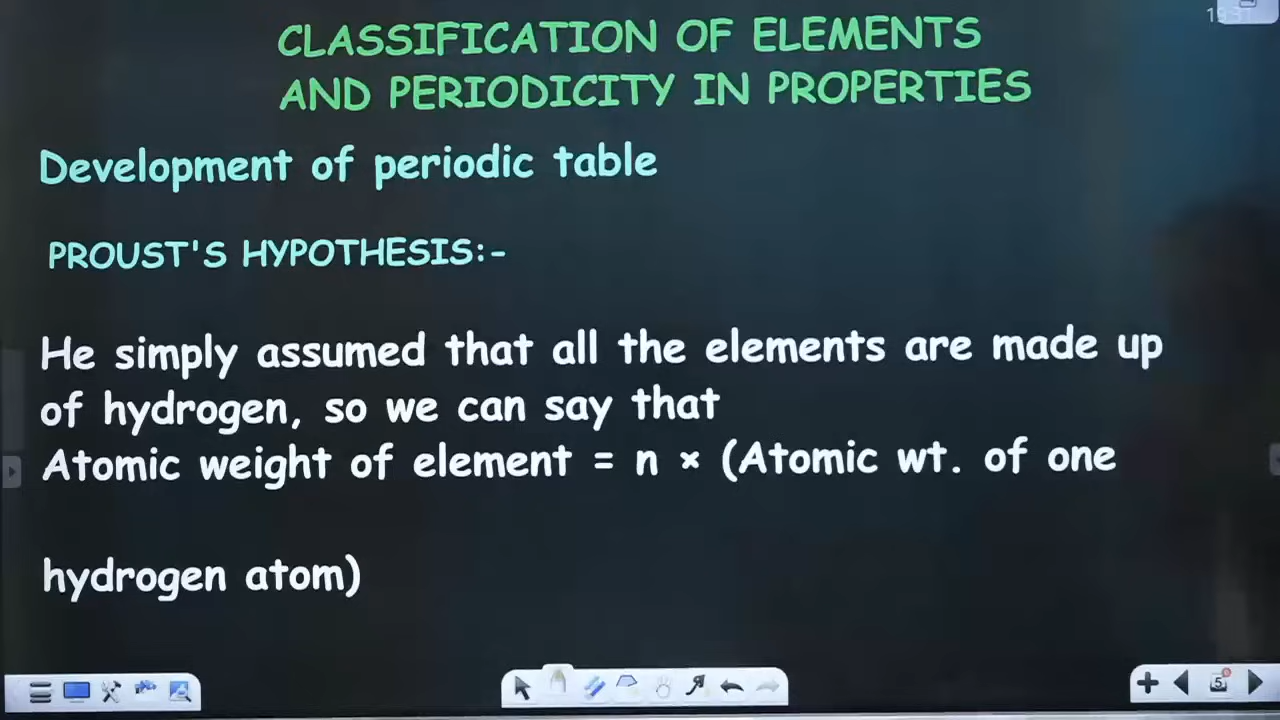 CLASSIFICATION OF ELEMENTS
AND PERIODICITY IN PROPERTIES
Development of periodic table
PROUST'S HYPOTHESIS:-
He simply assumed that all the elements are made up
of hydrogen, so we can say that
Atomic weight of element = n × (Atomic wt. of one
hydrogen atom)
5